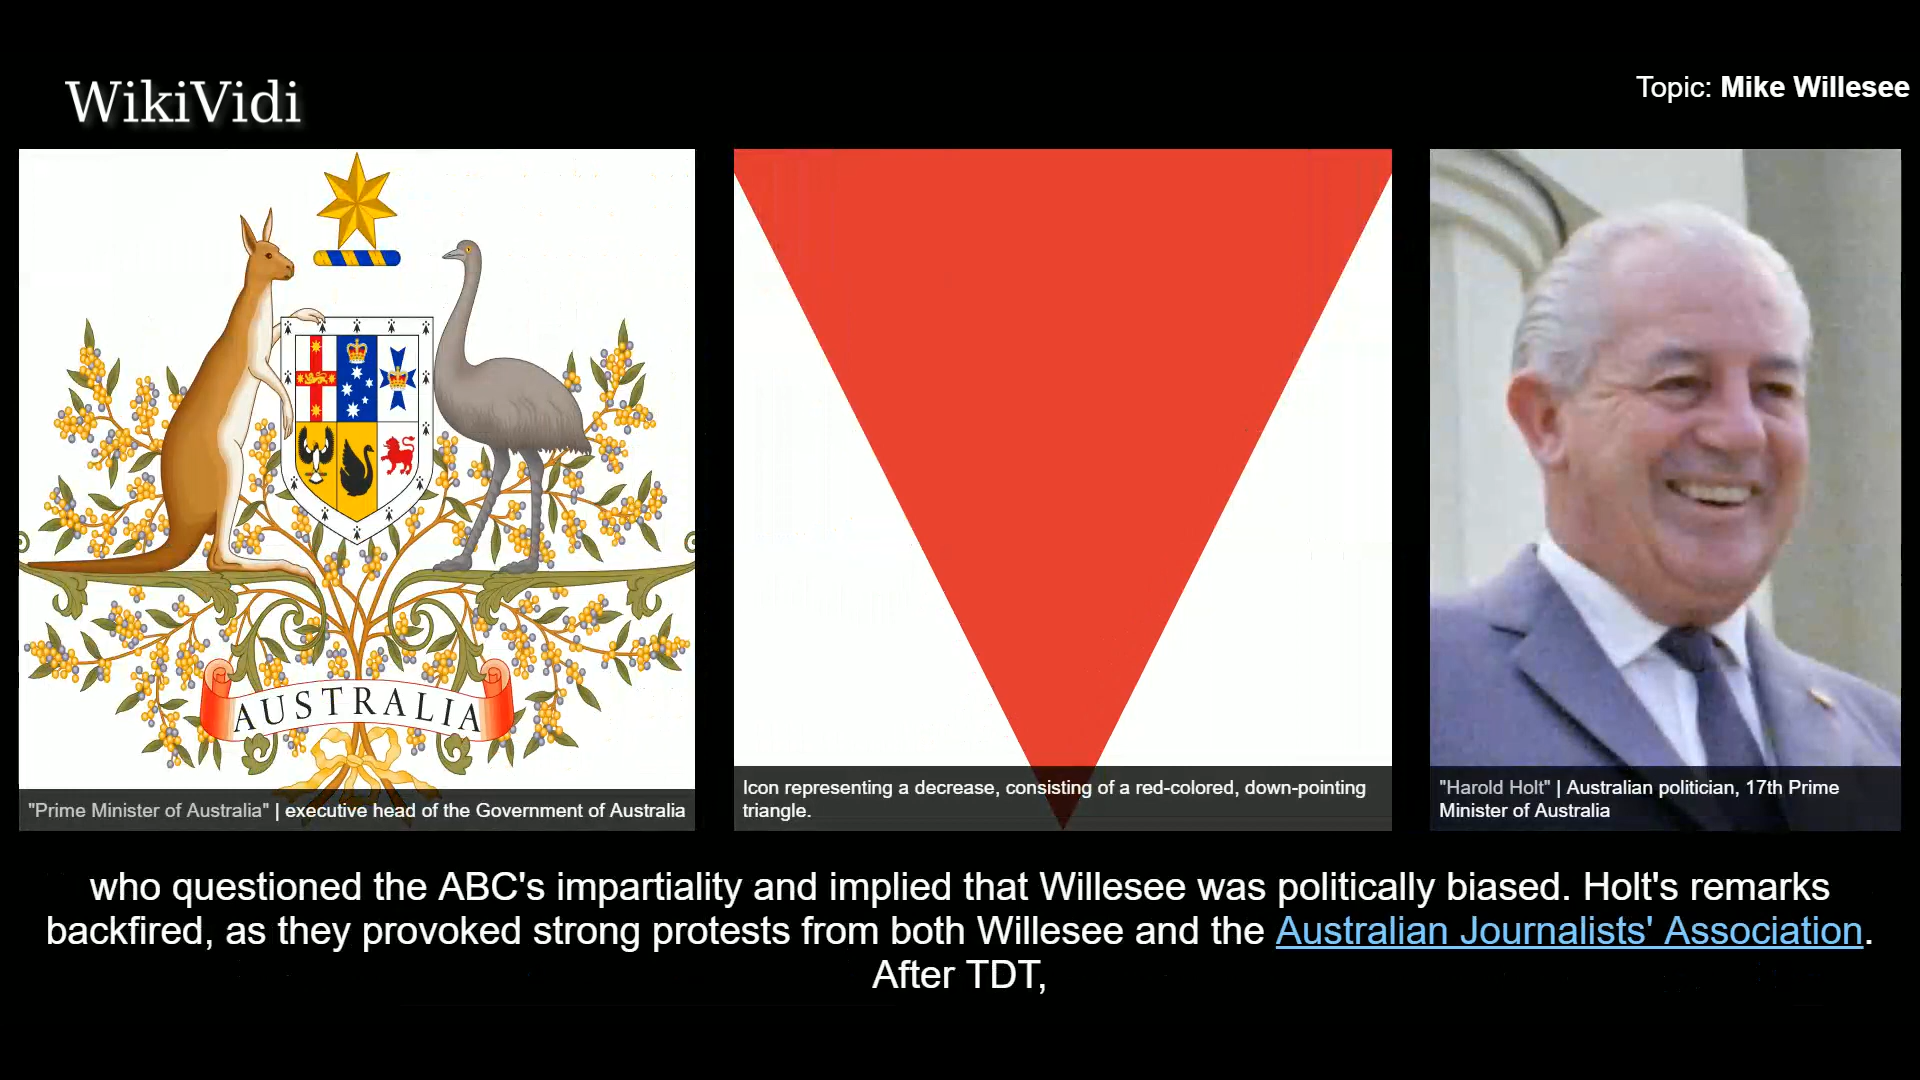 WikiVidi
Topic: Mike Willesee
AUSTRALIA
"Prime Minister of Australia" | executive head of the Government of Australia
Icon representing a decrease, consisting of a red-colored, down-pointing
triangle.
"Harold Holt" | Australian politician, 17th Prime
Minister of Australia
who questioned the ABC's impartiality and implied that Willesee was politically biased. Holt's remarks
backfired, as they provoked strong protests from both Willesee and the Australian Journalists' Association.
After TDT,